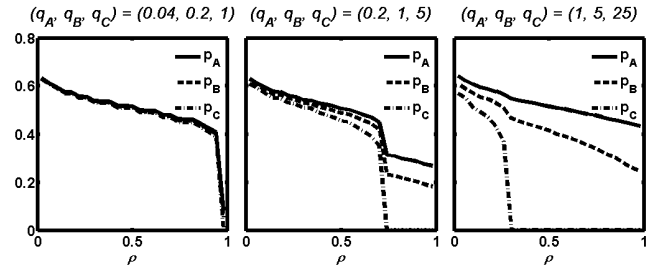 (q_A, q_B, q_C) = (0.04, 0.2, 1)
(q_A, q_B, q_C) = (0.2, 1, 5)
(q_A, q_B, q_C) = (1, 5, 25)
0.8
0.6
0.4
0.2
0
p_A
p_B
p_C
p_A
p_B
p_C
p_A
p_B
p_C
0 0.5 1
0 0.5 1
0 0.5 1
ρ
ρ
ρ